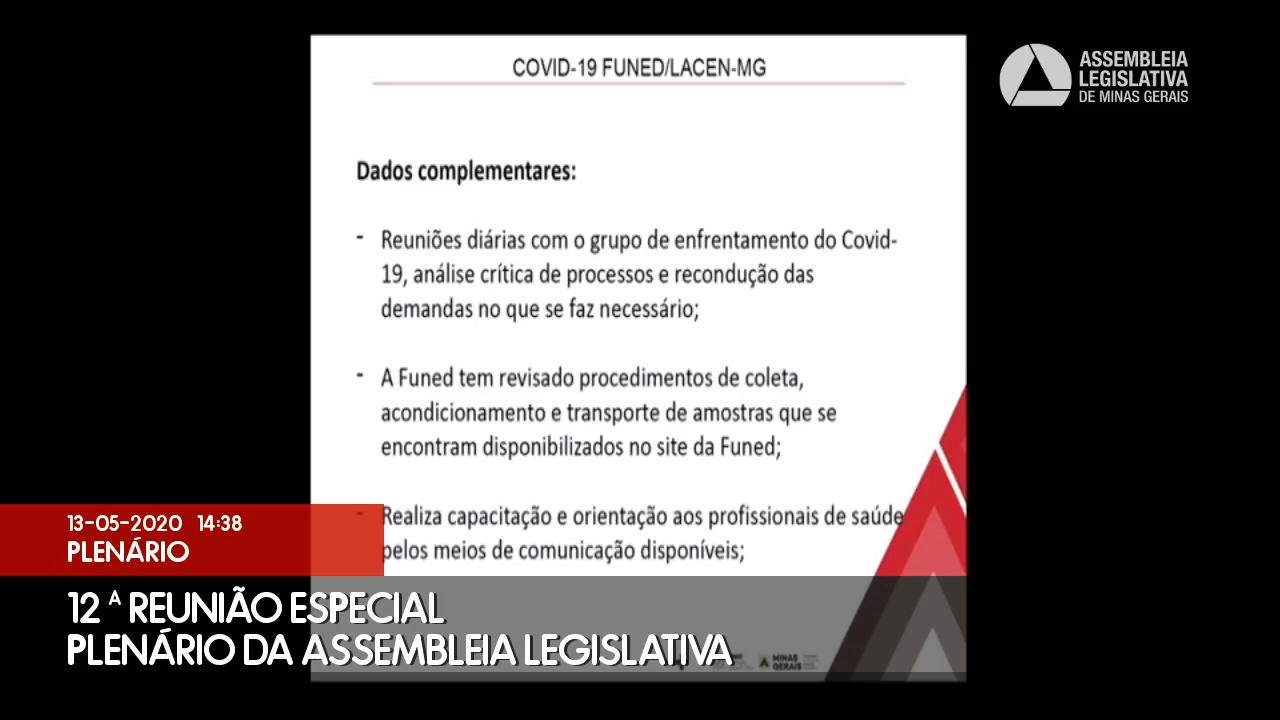 COVID-19 FUNED/LACEN-MG
ASSEMBLEIA
LEGISLATIVA
DE MINAS GERAIS
Dados complementares:
- Reuniões diárias com o grupo de enfrentamento do Covid-
19, análise crítica de processos e recondução das
demandas no que se faz necessário;
- A Funed tem revisado procedimentos de coleta,
acondicionamento e transporte de amostras que se
encontram disponibilizados no site da Funed;
- Realiza capacitação e orientação aos profissionais de saúde
pelos meios de comunicação disponíveis;
13-05-2020 14:38
PLENÁRIO
12ª REUNIÃO ESPECIAL
PLENÁRIO DA ASSEMBLEIA LEGISLATIVA
MINAS
GERAIS